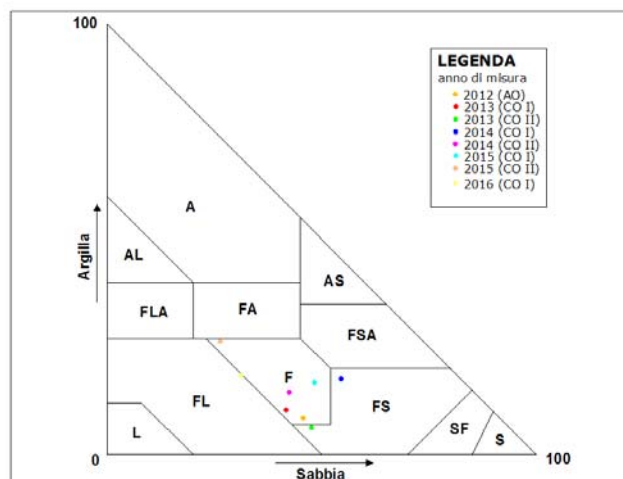 100
LEGENDA
anno di misura
2012 (AO)
2013 (CO I)
2013 (CO II)
2014 (CO I)
2014 (CO II)
2015 (CO I)
2015 (CO II)
2016 (CO I)
A
Argilla
AL
AS
FLA
FA
FSA
F
FL
FS
L
SF
S
0
100
Sabbia